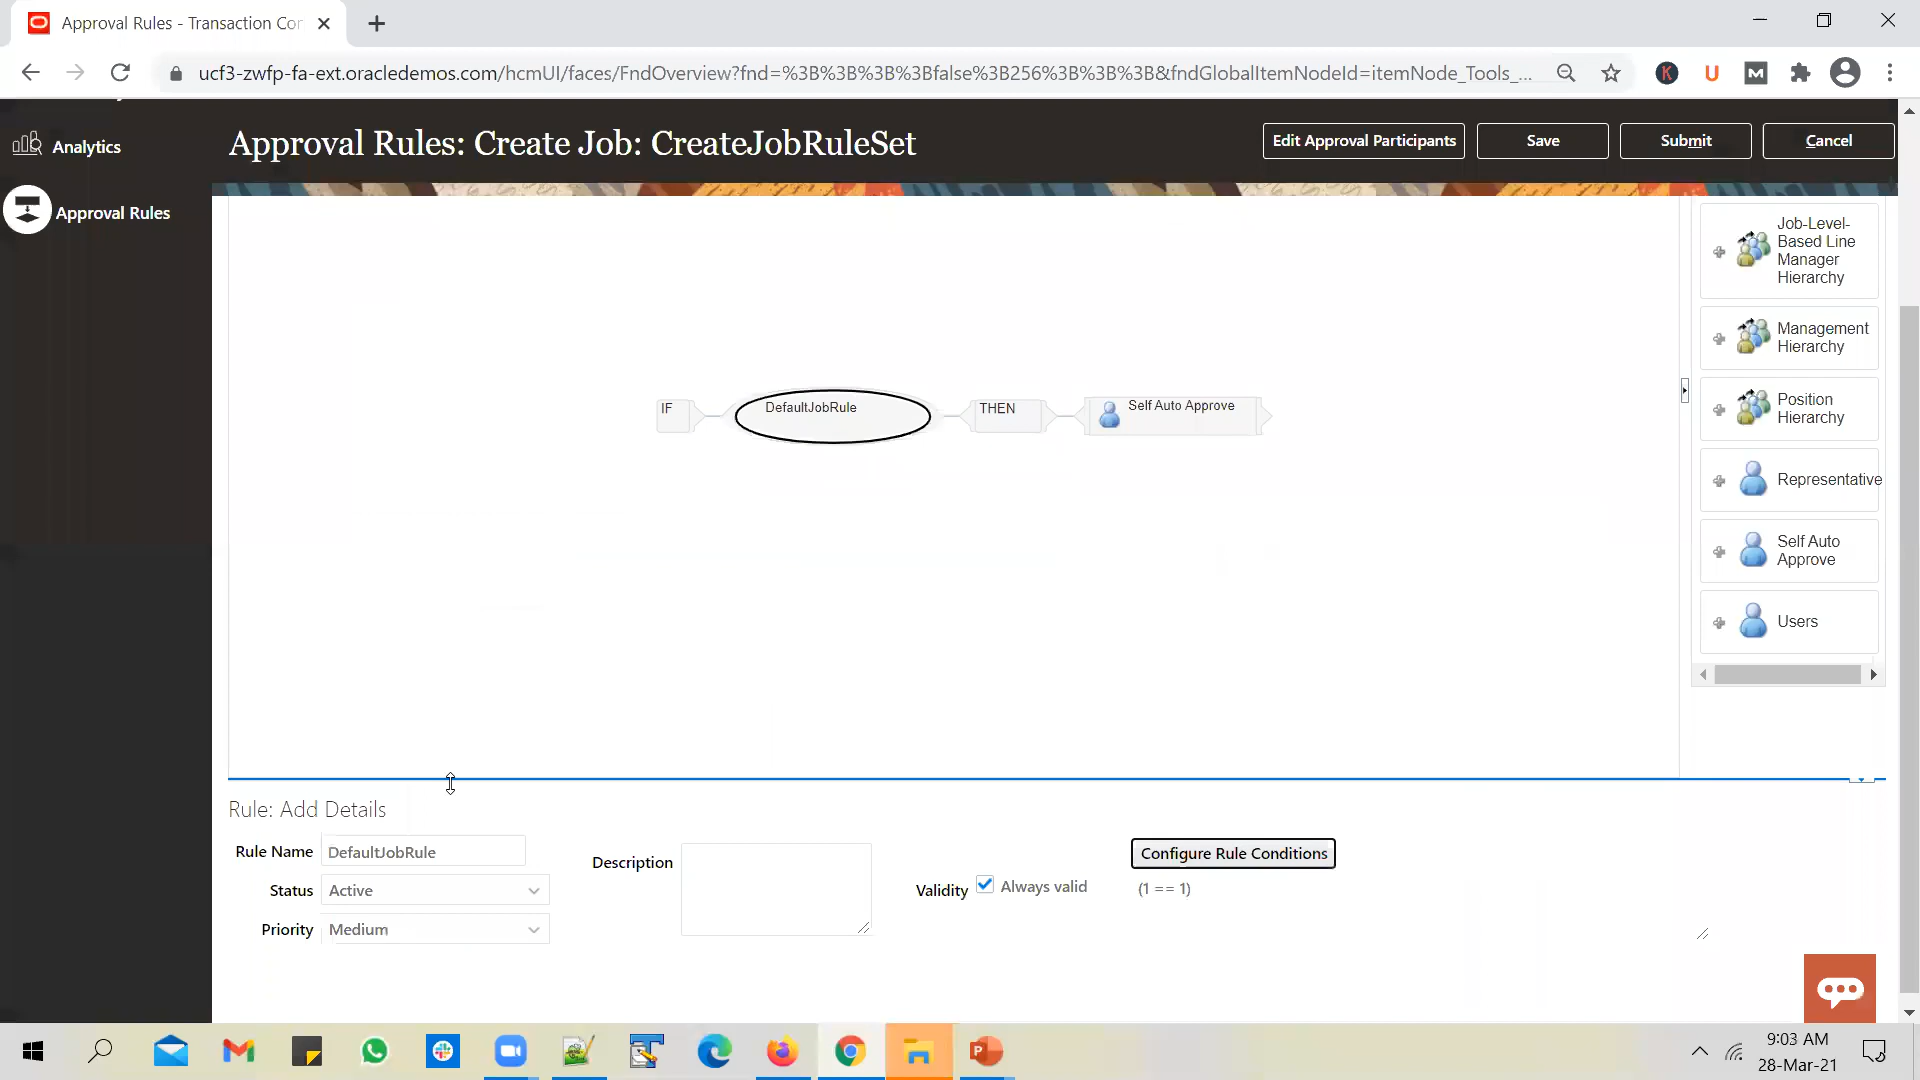 Approval Rules - Transaction Cor
ucf3-zwfp-fa-ext.oracledemos.com/hcmUI/faces/FndOverview?fnd=%3B%3B%3B%3Bfalse%3B256%3B%3B%3B&fndGlobalItemNodeId=itemNode_Tools_...
Analytics
Approval Rules
Approval Rules: Create Job: CreateJobRuleSet
Edit Approval Participants
Save
Submit
Cancel
IF
DefaultJobRule
THEN
Self Auto Approve
Job-Level-
Based Line
Manager
Hierarchy
Management
Hierarchy
Position
Hierarchy
Representative
Self Auto
Approve
Users
Rule: Add Details
Rule Name
DefaultJobRule
Status
Active
Priority
Medium
Description
Validity
Always valid
Configure Rule Conditions
(1 == 1)
9:03 AM
28-Mar-21